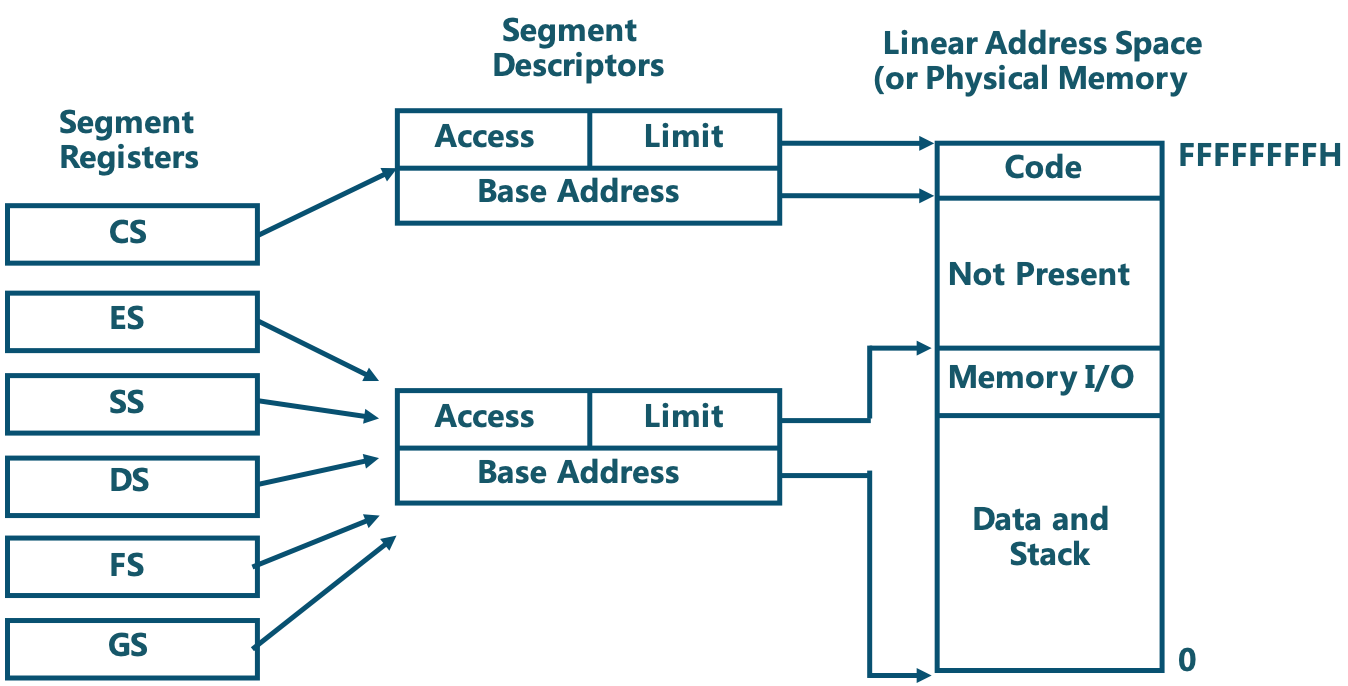 Segment
Descriptors
Linear Address Space
(or Physical Memory
Segment
Registers
CS
ES
SS
DS
FS
GS
Access
Limit
Base Address
Access
Limit
Base Address
Code
Not Present
Memory I/O
Data and
Stack
FFFFFFFFH
0